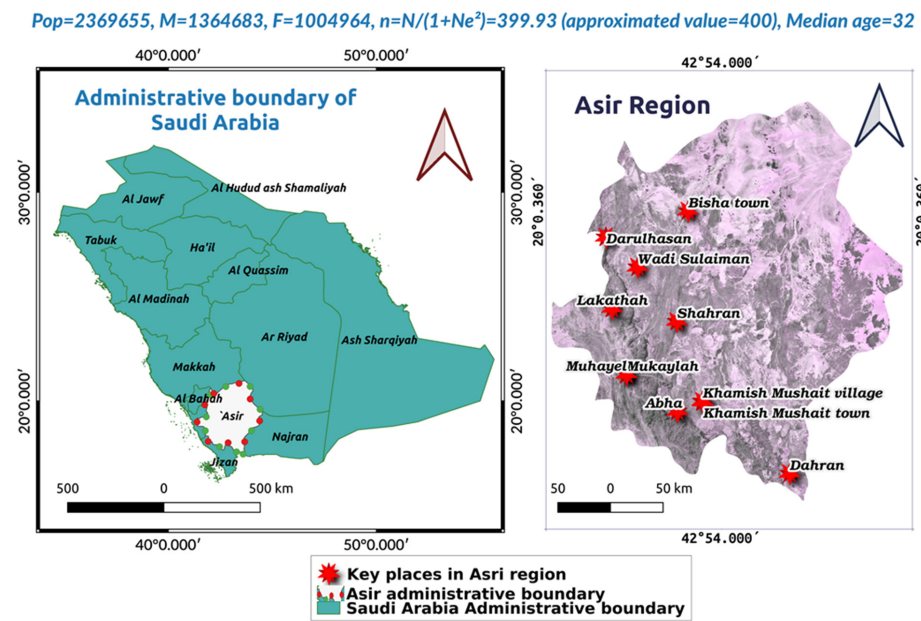 Pop=2369655, M=1364683, F=1004964, n=N/(1+Ne²)=399.93 (approximated value=400), Median age=32
40°0.000′
50°0.000′
Administrative boundary of
Saudi Arabia
30°0.000′
30°0.000′
20°0.000′
20°0.000′
Al Jawf
Al Hudud ash Shamaliyah
Tabuk
Ha'il
Al Quassim
Al Madinah
Ar Riyad
Ash Sharqiyah
Makkah
Al Bahah
`Asir
Najran
Jizan
500 0 500 km
40°0.000′
50°0.000′
42°54.000′
Asir Region
20°0.360′
20°0.360′
Bisha town
Darulhasan
Wadi Sulaiman
Lakathah
Shahran
MuhayelMukaylah
Khamish Mushait village
Abha
Khamish Mushait town
Dahran
50 0 50 km
42°54.000′
Key places in Asri region
Asir administrative boundary
Saudi Arabia Administrative boundary